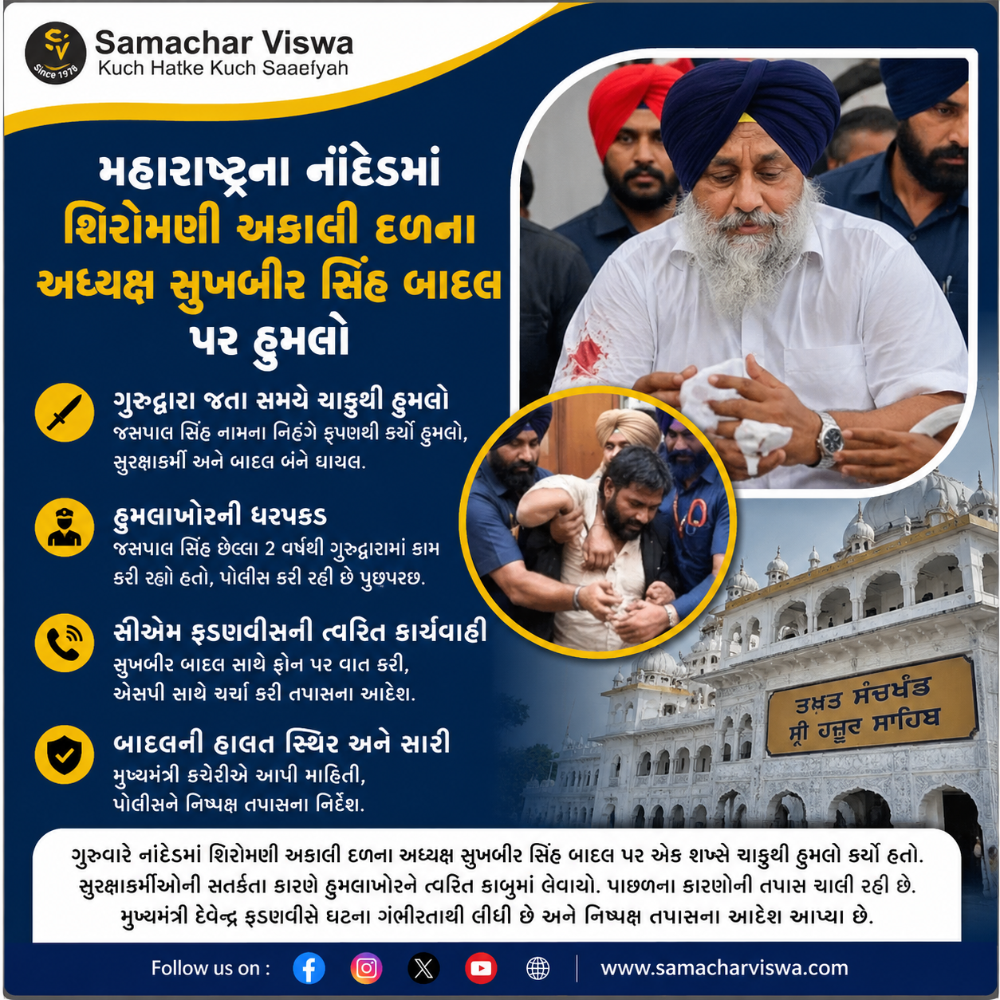 Samachar Viswa
Kuch Hatke Kuch Saaefyah
Since 1978
મહારાષ્ટ્રના નાંદેડમાં
શિરોમણી અકાલી દળના
અધ્યક્ષ સુખબીર સિંહ બાદલ
પર હુમલો
ગુરુદ્વારા જતા સમયે ચાકુથી હુમલો
જસપાલ સિંહ નામના નિહંગે કૃપણથી કર્યો હુમલો,
સુરક્ષાકર્મી અને બાદલ બંને ઘાયલ.
હુમલાખોરની ધરપકડ
જસપાલ સિંહ છેલ્લા 2 વર્ષથી ગુરુદ્વારામાં કામ
કરી રહ્યો હતો, પોલીસ કરી રહી છે પુછપરછ.
સીએમ ફડણવીસની ત્વરિત કાર્યવાહી
સુખબીર બાદલ સાથે ફોન પર વાત કરી,
એસપી સાથે ચર્ચા કરી તપાસના આદેશ.
બાદલની હાલત સ્થિર અને સારી
મુખ્યમંત્રી કચેરીએ આપી માહિતી,
પોલીસને નિષ્પક્ષ તપાસના નિર્દેશ.
ਤਖ਼ਤ ਸੰਚਖੰਡ
ਸ੍ਰੀ ਹਜ਼ੂਰ ਸਾਹਿਬ
ગુરુવારે નાંદેડમાં શિરોમણી અકાલી દળના અધ્યક્ષ સુખબીર સિંહ બાદલ પર એક શખ્સે ચાકુથી હુમલો કર્યો હતો.
સુરક્ષાકર્મીઓની સતર્કતા કારણે હુમલાખોરને ત્વરિત કાબુમાં લેવાયો. પાછળના કારણોની તપાસ ચાલી રહી છે.
મુખ્યમંત્રી દેવેન્દ્ર ફડણવીસે ઘટના ગંભીરતાથી લીધી છે અને નિષ્પક્ષ તપાસના આદેશ આપ્યા છે.
Follow us on :
www.samacharviswa.com